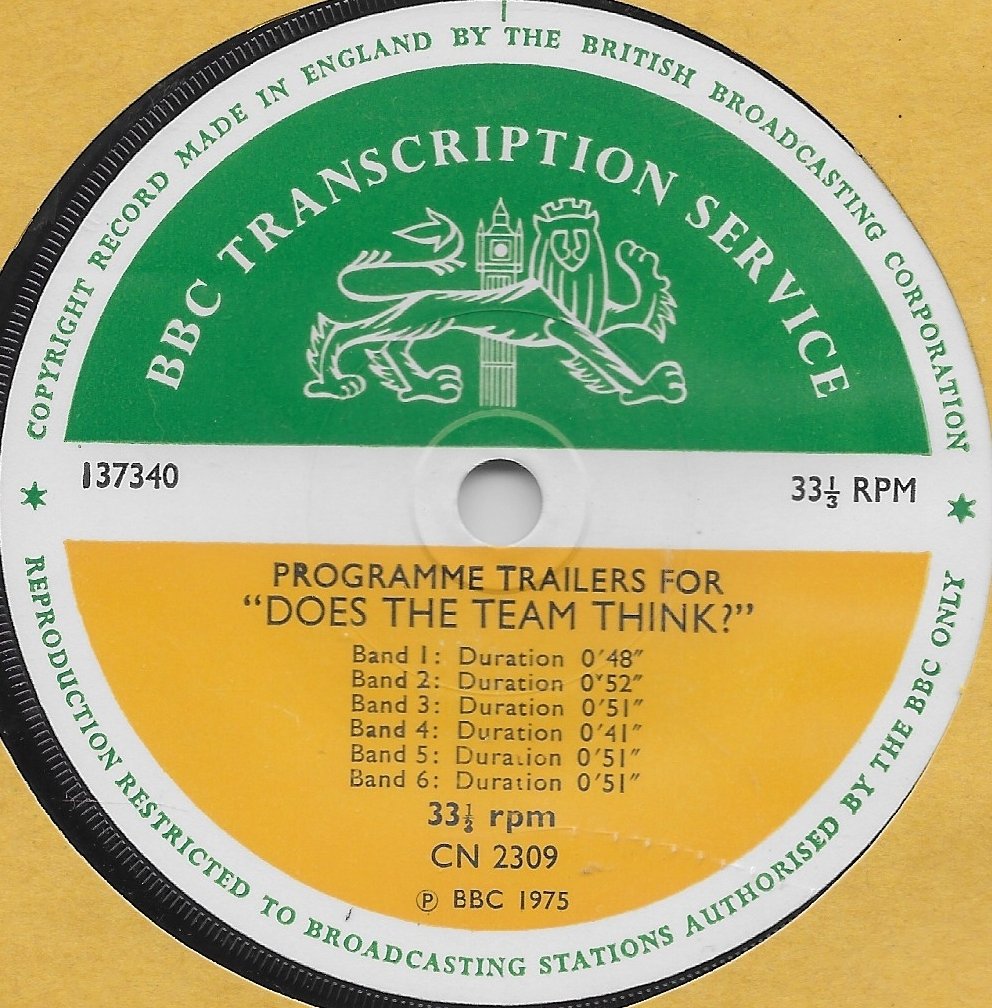 COPYRIGHT RECORD MADE IN ENGLAND BY THE BRITISH BROADCASTING CORPORATION
BBC TRANSCRIPTION SERVICE
137340
33⅓ RPM
PROGRAMME TRAILERS FOR
“DOES THE TEAM THINK?”
Band 1: Duration 0'48"
Band 2: Duration 0'52"
Band 3: Duration 0'51"
Band 4: Duration 0'41"
Band 5: Duration 0'51"
Band 6: Duration 0'51"
33⅓ rpm
CN 2309
℗ BBC 1975
REPRODUCTION RESTRICTED TO BROADCASTING STATIONS AUTHORISED BY THE BBC ONLY